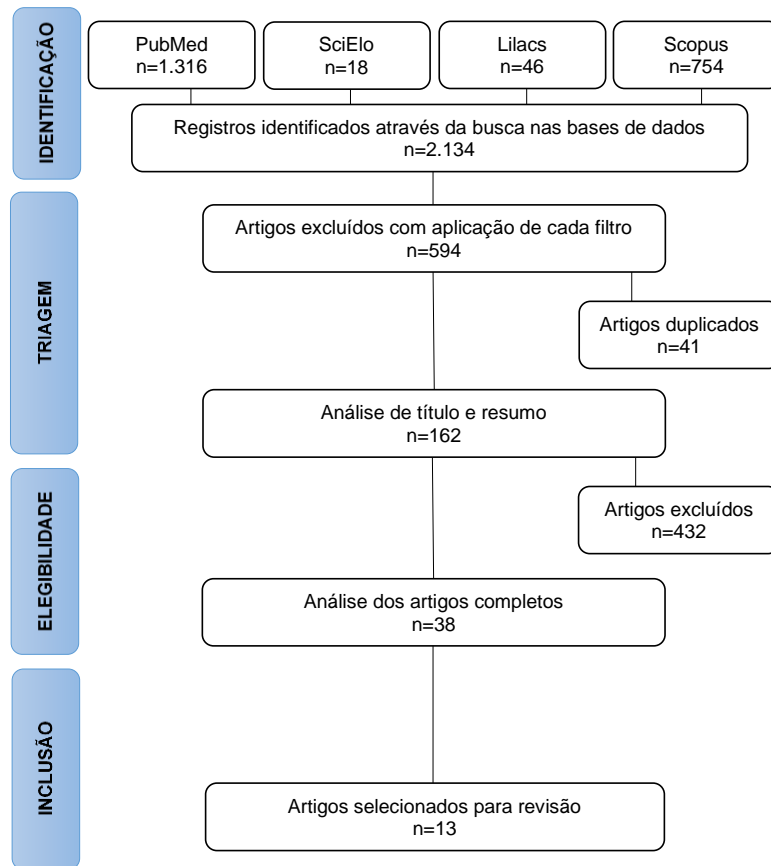 IDENTIFICAÇÃO
PubMed
n=1.316
SciElo
n=18
Lilacs
n=46
Scopus
n=754
Registros identificados através da busca nas bases de dados
n=2.134
TRIAGEM
Artigos excluídos com aplicação de cada filtro
n=594
Artigos duplicados
n=41
Análise de título e resumo
n=162
ELEGIBILIDADE
Artigos excluídos
n=432
Análise dos artigos completos
n=38
INCLUSÃO
Artigos selecionados para revisão
n=13